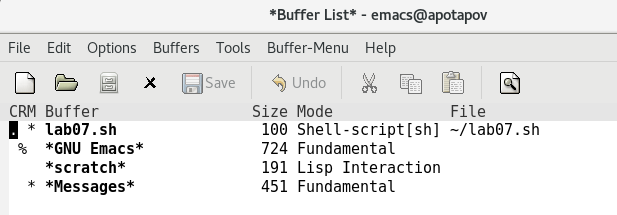 *Buffer List* - emacs@apotapov
File Edit Options Buffers Tools Buffer-Menu Help
Save Undo
CRM Buffer Size Mode File
. * lab07.sh 100 Shell-script[sh] ~/lab07.sh
% *GNU Emacs* 724 Fundamental
*scratch* 191 Lisp Interaction
* *Messages* 451 Fundamental